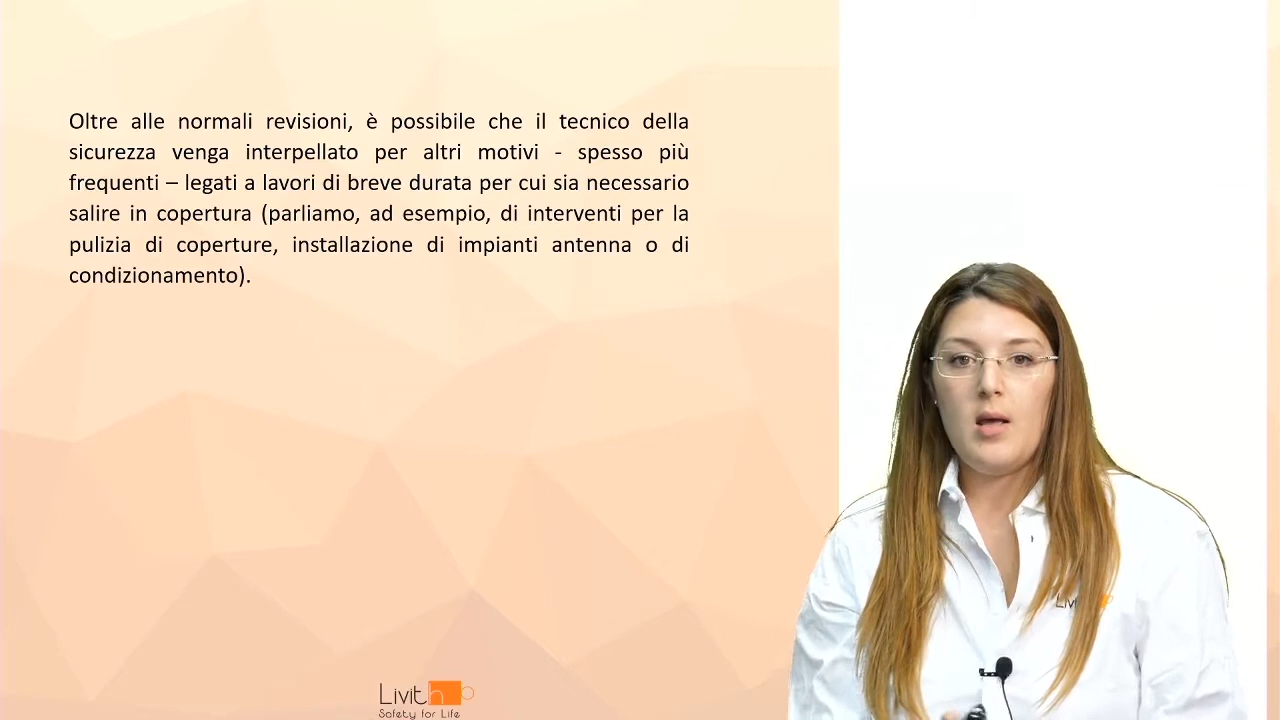 Oltre alle normali revisioni, è possibile che il tecnico della
sicurezza venga interpellato per altri motivi - spesso più
frequenti – legati a lavori di breve durata per cui sia necessario
salire in copertura (parliamo, ad esempio, di interventi per la
pulizia di coperture, installazione di impianti antenna o di
condizionamento).
Livith
Safety for Life